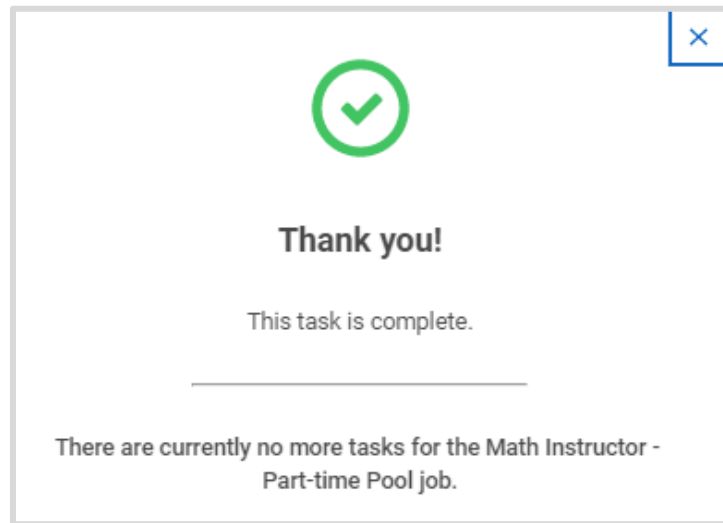 Thank you!
This task is complete.
There are currently no more tasks for the Math Instructor -
Part-time Pool job.